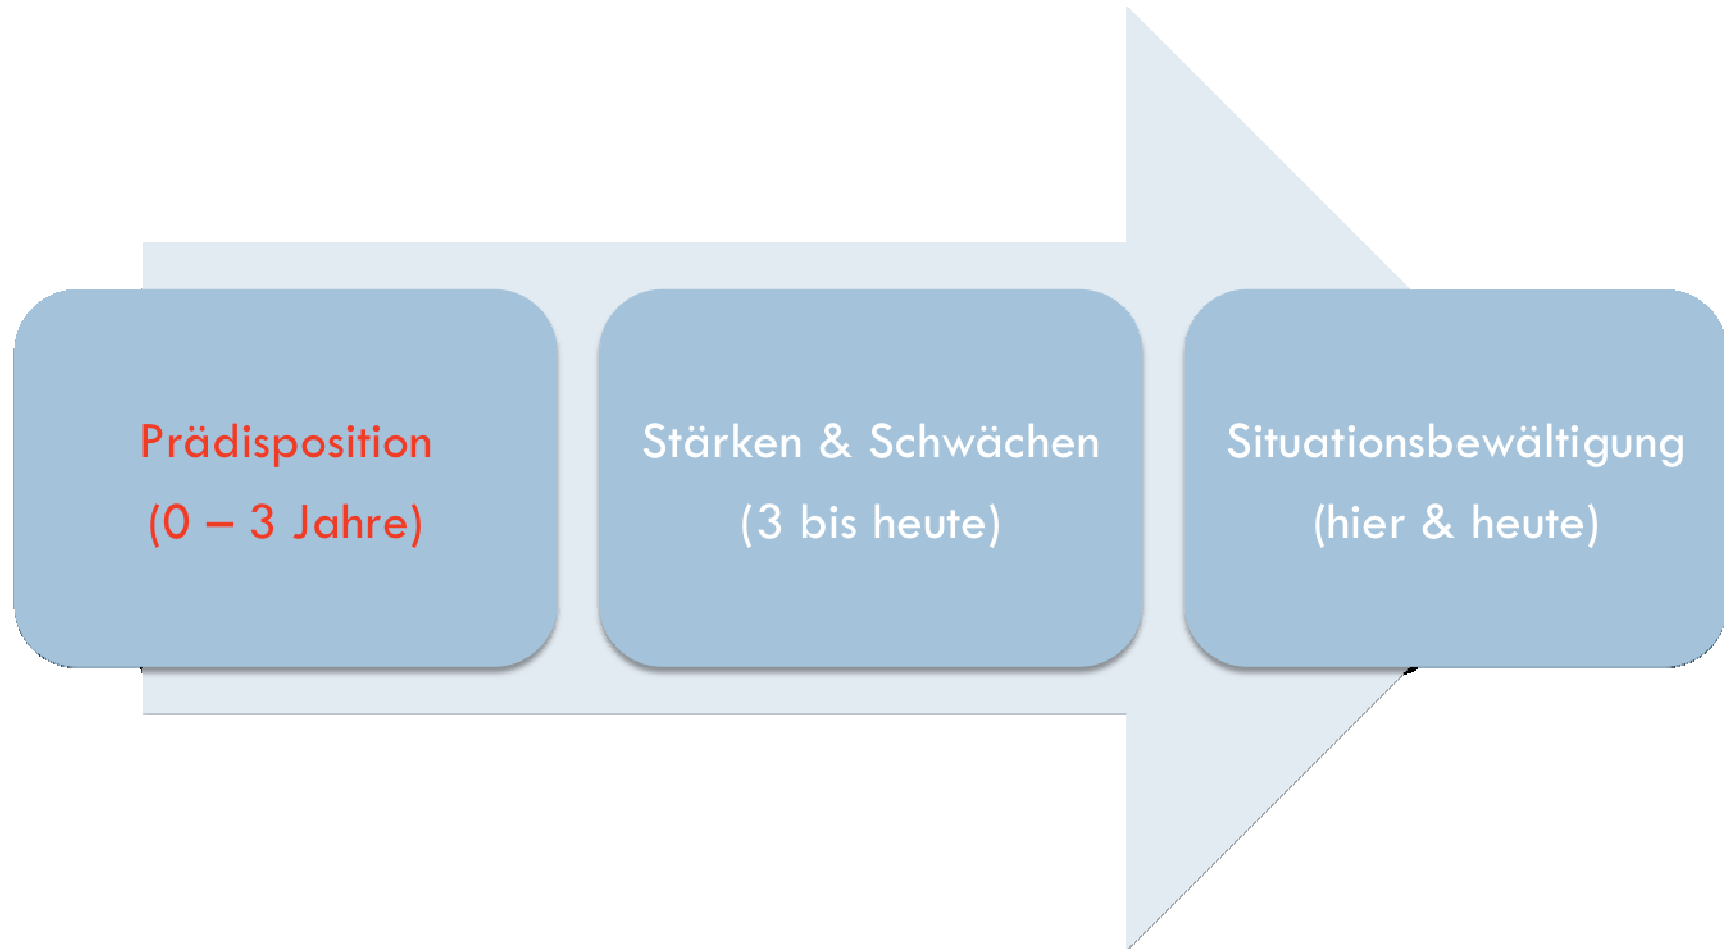 Prädisposition
(0 – 3 Jahre)
Stärken & Schwächen
(3 bis heute)
Situationsbewältigung
(hier & heute)